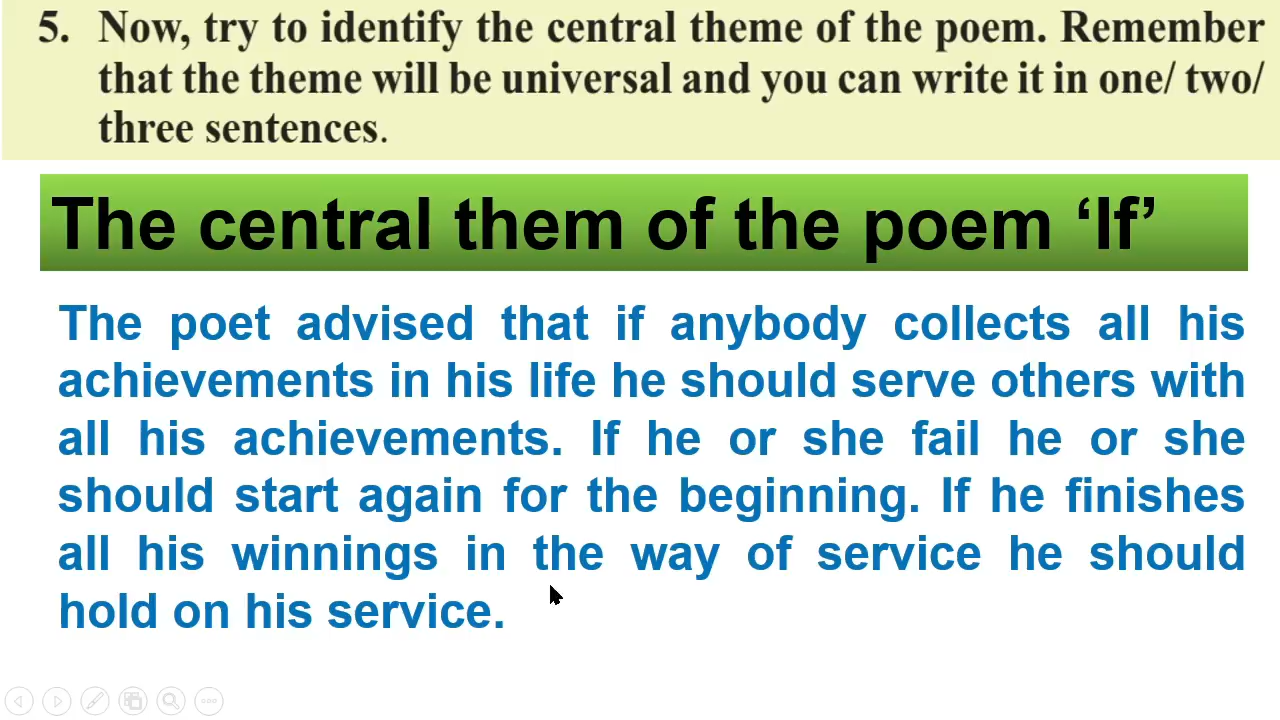 5. Now, try to identify the central theme of the poem. Remember
that the theme will be universal and you can write it in one/ two/
three sentences.
The central them of the poem ‘If’
The poet advised that if anybody collects all his
achievements in his life he should serve others with
all his achievements. If he or she fail he or she
should start again for the beginning. If he finishes
all his winnings in the way of service he should
hold on his service.